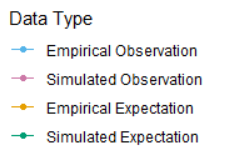 Data Type
Empirical Observation
Simulated Observation
Empirical Expectation
Simulated Expectation